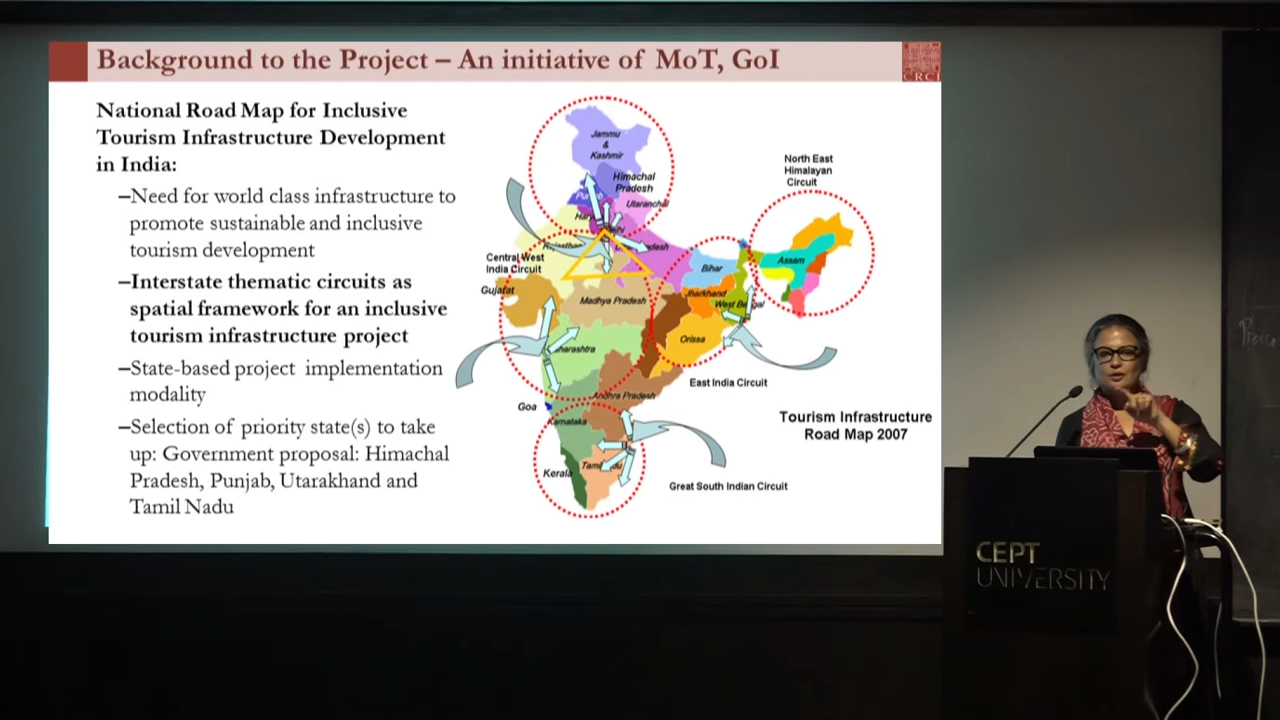 Background to the Project – An initiative of MoT, GoI
CRCI
National Road Map for Inclusive
Tourism Infrastructure Development
in India:
–Need for world class infrastructure to
promote sustainable and inclusive
tourism development
–Interstate thematic circuits as
spatial framework for an inclusive
tourism infrastructure project
–State-based project implementation
modality
–Selection of priority state(s) to take
up: Government proposal: Himachal
Pradesh, Punjab, Utarakhand and
Tamil Nadu
Jammu
&
Kashmir
Himachal
Pradesh
Utaranchal
North East
Himalayan
Circuit
Central West
India Circuit
Gujarat
Madhya Pradesh
Bihar
Jharkhand
Assam
Orissa
East India Circuit
Andhra Pradesh
Goa
Karnataka
Kerala
Tourism Infrastructure
Road Map 2007
Great South Indian Circuit
CEPT
UNIVERSITY